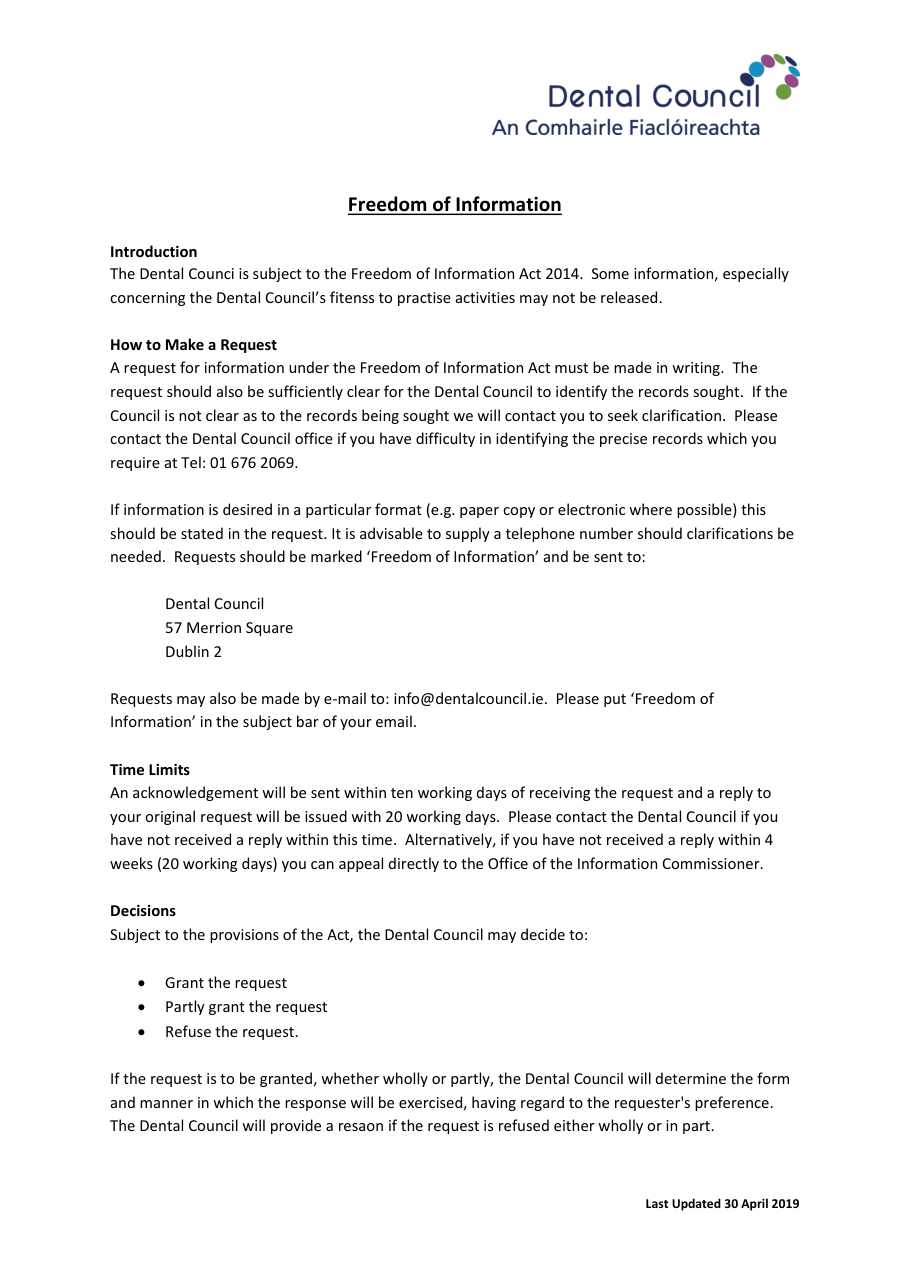 Dental Council
An Comhairle Fiaclóireachta
Freedom of Information
Introduction
The Dental Counci is subject to the Freedom of Information Act 2014.  Some information, especially
concerning the Dental Council’s fitenss to practise activities may not be released.
How to Make a Request
A request for information under the Freedom of Information Act must be made in writing.  The
request should also be sufficiently clear for the Dental Council to identify the records sought.  If the
Council is not clear as to the records being sought we will contact you to seek clarification.  Please
contact the Dental Council office if you have difficulty in identifying the precise records which you
require at Tel: 01 676 2069.
If information is desired in a particular format (e.g. paper copy or electronic where possible) this
should be stated in the request. It is advisable to supply a telephone number should clarifications be
needed.  Requests should be marked ‘Freedom of Information’ and be sent to:
Dental Council
57 Merrion Square
Dublin 2
Requests may also be made by e-mail to: info@dentalcouncil.ie.  Please put ‘Freedom of
Information’ in the subject bar of your email.
Time Limits
An acknowledgement will be sent within ten working days of receiving the request and a reply to
your original request will be issued with 20 working days.  Please contact the Dental Council if you
have not received a reply within this time.  Alternatively, if you have not received a reply within 4
weeks (20 working days) you can appeal directly to the Office of the Information Commissioner.
Decisions
Subject to the provisions of the Act, the Dental Council may decide to:
• Grant the request
• Partly grant the request
• Refuse the request.
If the request is to be granted, whether wholly or partly, the Dental Council will determine the form
and manner in which the response will be exercised, having regard to the requester's preference.
The Dental Council will provide a resaon if the request is refused either wholly or in part.
Last Updated 30 April 2019